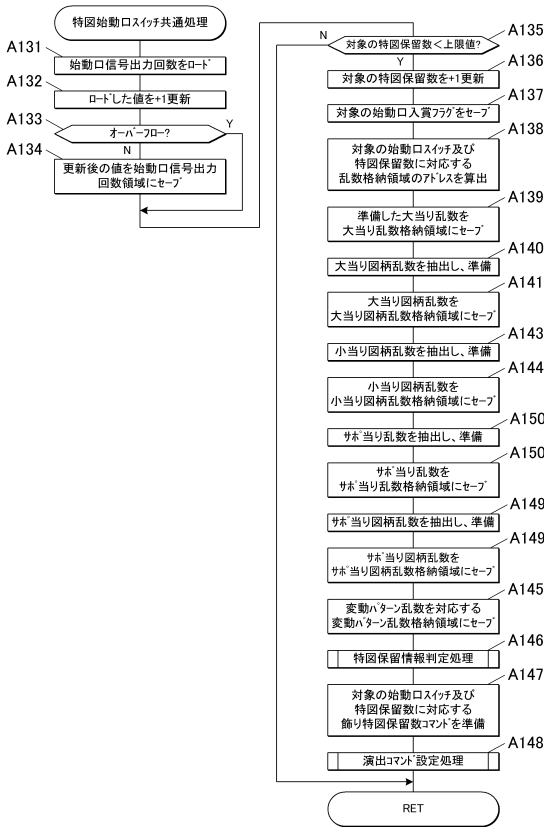 特図始動口スイッチ共通処理
A131
始動口信号出力回数をロード
A132
ロードした値を+1更新
A133
オーバーフロー?
Y
N
A134
更新後の値を始動口信号出力
回数領域にセーブ
A135
N
対象の特図保留数<上限値?
Y
A136
対象の特図保留数を+1更新
A137
対象の始動口入賞フラグをセーブ
A138
対象の始動口スイッチ及び
特図保留数に対応する
乱数格納領域のアドレスを算出
A139
準備した大当り乱数を
大当り乱数格納領域にセーブ
A140
大当り図柄乱数を抽出し、準備
A141
大当り図柄乱数を
大当り図柄乱数格納領域にセーブ
A143
小当り図柄乱数を抽出し、準備
A144
小当り図柄乱数を
小当り図柄乱数格納領域にセーブ
A150
サポ当り乱数を抽出し、準備
A150
サポ当り乱数を
サポ当り乱数格納領域にセーブ
A149
サポ当り図柄乱数を抽出し、準備
A149
サポ当り図柄乱数を
サポ当り図柄乱数格納領域にセーブ
A145
変動パターン乱数を対応する
変動パターン乱数格納領域にセーブ
A146
特図保留情報判定処理
A147
対象の始動口スイッチ及び
特図保留数に対応する
飾り特図保留数コマンドを準備
A148
演出コマンド設定処理
RET